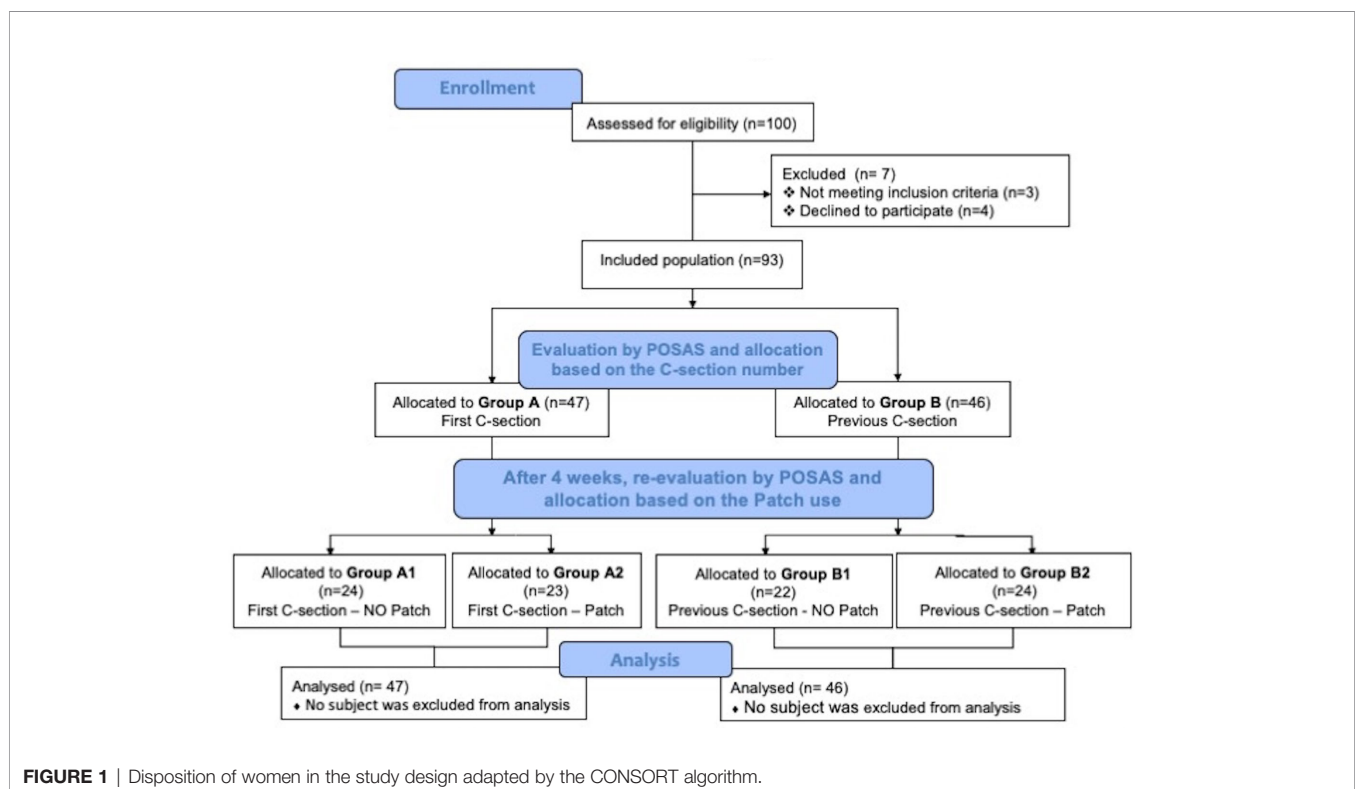 Enrollment
Assessed for eligibility (n=100)
Excluded (n= 7)
❖ Not meeting inclusion criteria (n=3)
❖ Declined to participate (n=4)
Included population (n=93)
Evaluation by POSAS and allocation
based on the C-section number
Allocated to Group A (n=47)
First C-section
Allocated to Group B (n=46)
Previous C-section
After 4 weeks, re-evaluation by POSAS and
allocation based on the Patch use
Allocated to Group A1
(n=24)
First C-section – NO Patch
Allocated to Group A2
(n=23)
First C-section – Patch
Allocated to Group B1
(n=22)
Previous C-section - NO Patch
Allocated to Group B2
(n=24)
Previous C-section – Patch
Analysis
Analysed (n= 47)
♦ No subject was excluded from analysis
Analysed (n= 46)
♦ No subject was excluded from analysis
FIGURE 1 | Disposition of women in the study design adapted by the CONSORT algorithm.